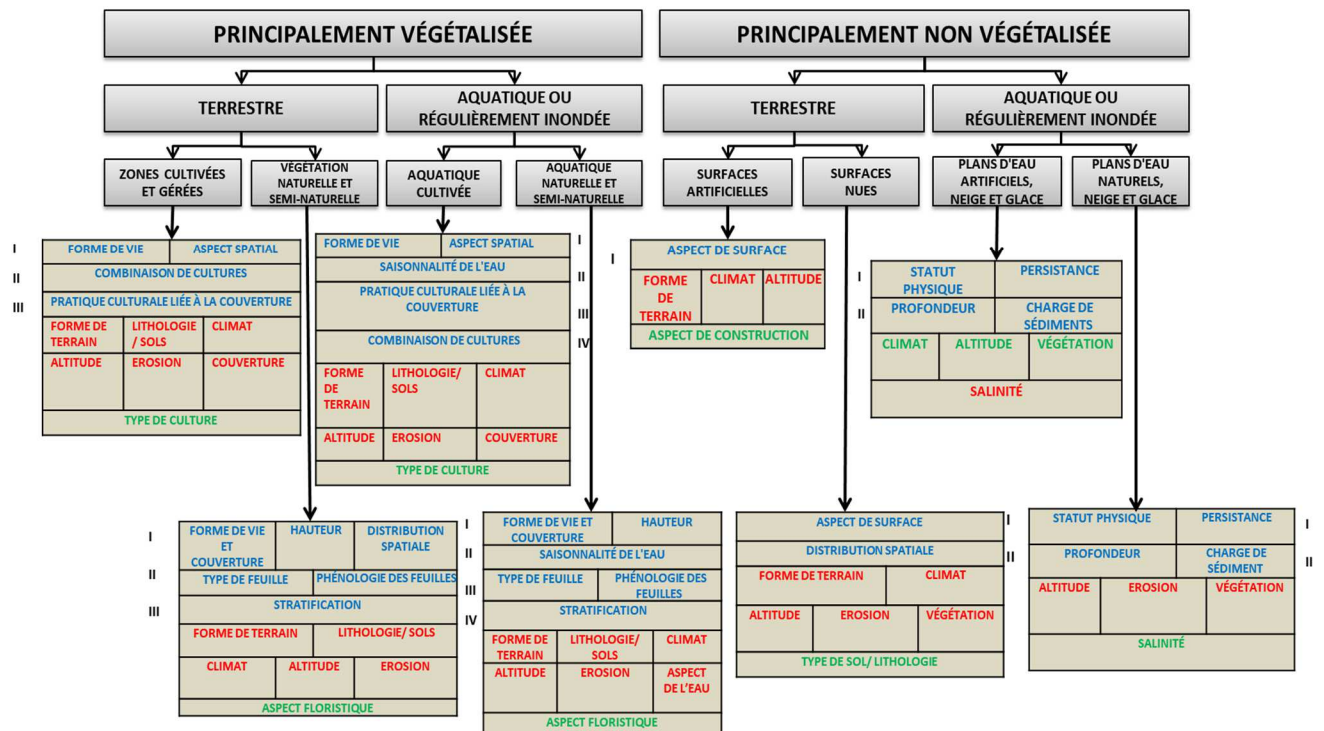 PRINCIPALEMENT VÉGÉTALISÉE
PRINCIPALEMENT NON VÉGÉTALISÉE
TERRESTRE
AQUATIQUE OU
RÉGULIÈREMENT INONDÉE
TERRESTRE
AQUATIQUE OU
RÉGULIÈREMENT INONDÉE
ZONES CULTIVÉES
ET GÉRÉES
VÉGÉTATION
NATURELLE ET
SEMI-NATURELLE
AQUATIQUE
CULTIVÉE
AQUATIQUE
NATURELLE ET
SEMI-NATURELLE
SURFACES
ARTIFICIELLES
SURFACES
NUES
PLANS D'EAU
ARTIFICIELS,
NEIGE ET GLACE
PLANS D'EAU
NATURELS,
NEIGE ET GLACE
I
FORME DE VIE
ASPECT SPATIAL
II
COMBINAISON DE CULTURES
III
PRATIQUE CULTURALE LIÉE À LA COUVERTURE
FORME DE
TERRAIN
LITHOLOGIE
/ SOLS
CLIMAT
ALTITUDE
EROSION
COUVERTURE
TYPE DE CULTURE
FORME DE VIE
ASPECT SPATIAL
I
SAISONNALITÉ DE L'EAU
II
PRATIQUE CULTURALE LIÉE À LA
COUVERTURE
III
COMBINAISON DE CULTURES
IV
FORME
DE
TERRAIN
LITHOLOGIE/
SOLS
CLIMAT
ALTITUDE
EROSION
COUVERTURE
TYPE DE CULTURE
I
ASPECT DE SURFACE
FORME
DE
TERRAIN
CLIMAT
ALTITUDE
ASPECT DE CONSTRUCTION
I
STATUT
PHYSIQUE
PERSISTANCE
II
PROFONDEUR
CHARGE DE
SÉDIMENTS
CLIMAT
ALTITUDE
VÉGÉTATION
SALINITÉ
I
FORME DE VIE
ET
COUVERTURE
HAUTEUR
DISTRIBUTION
SPATIALE
II
TYPE DE FEUILLE
PHÉNOLOGIE DES FEUILLES
III
STRATIFICATION
FORME DE TERRAIN
LITHOLOGIE/ SOLS
CLIMAT
ALTITUDE
EROSION
ASPECT FLORISTIQUE
I
FORME DE VIE ET
COUVERTURE
HAUTEUR
II
SAISONNALITÉ DE L'EAU
III
TYPE DE FEUILLE
PHÉNOLOGIE DES
FEUILLES
IV
STRATIFICATION
FORME DE
TERRAIN
LITHOLOGIE/
SOLS
CLIMAT
ALTITUDE
EROSION
ASPECT
DE L'EAU
ASPECT FLORISTIQUE
ASPECT DE SURFACE
I
DISTRIBUTION SPATIALE
II
FORME DE TERRAIN
CLIMAT
ALTITUDE
EROSION
VÉGÉTATION
TYPE DE SOL/ LITHOLOGIE
STATUT PHYSIQUE
PERSISTANCE
I
PROFONDEUR
CHARGE DE
SÉDIMENT
II
ALTITUDE
EROSION
VÉGÉTATION
SALINITÉ